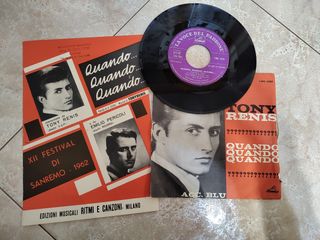 Quando...
Quando...
Quando...
TONY RENIS
EMILIO PERICOLI
XII FESTIVAL
DI
SANREMO - 1962
EDIZIONI MUSICALI RITMI E CANZONI - MILANO
LA VOCE DEL PADRONE
TONY
RENIS
????????????
QUANDO
QUANDO
QUANDO
????????????
ACC. BLU